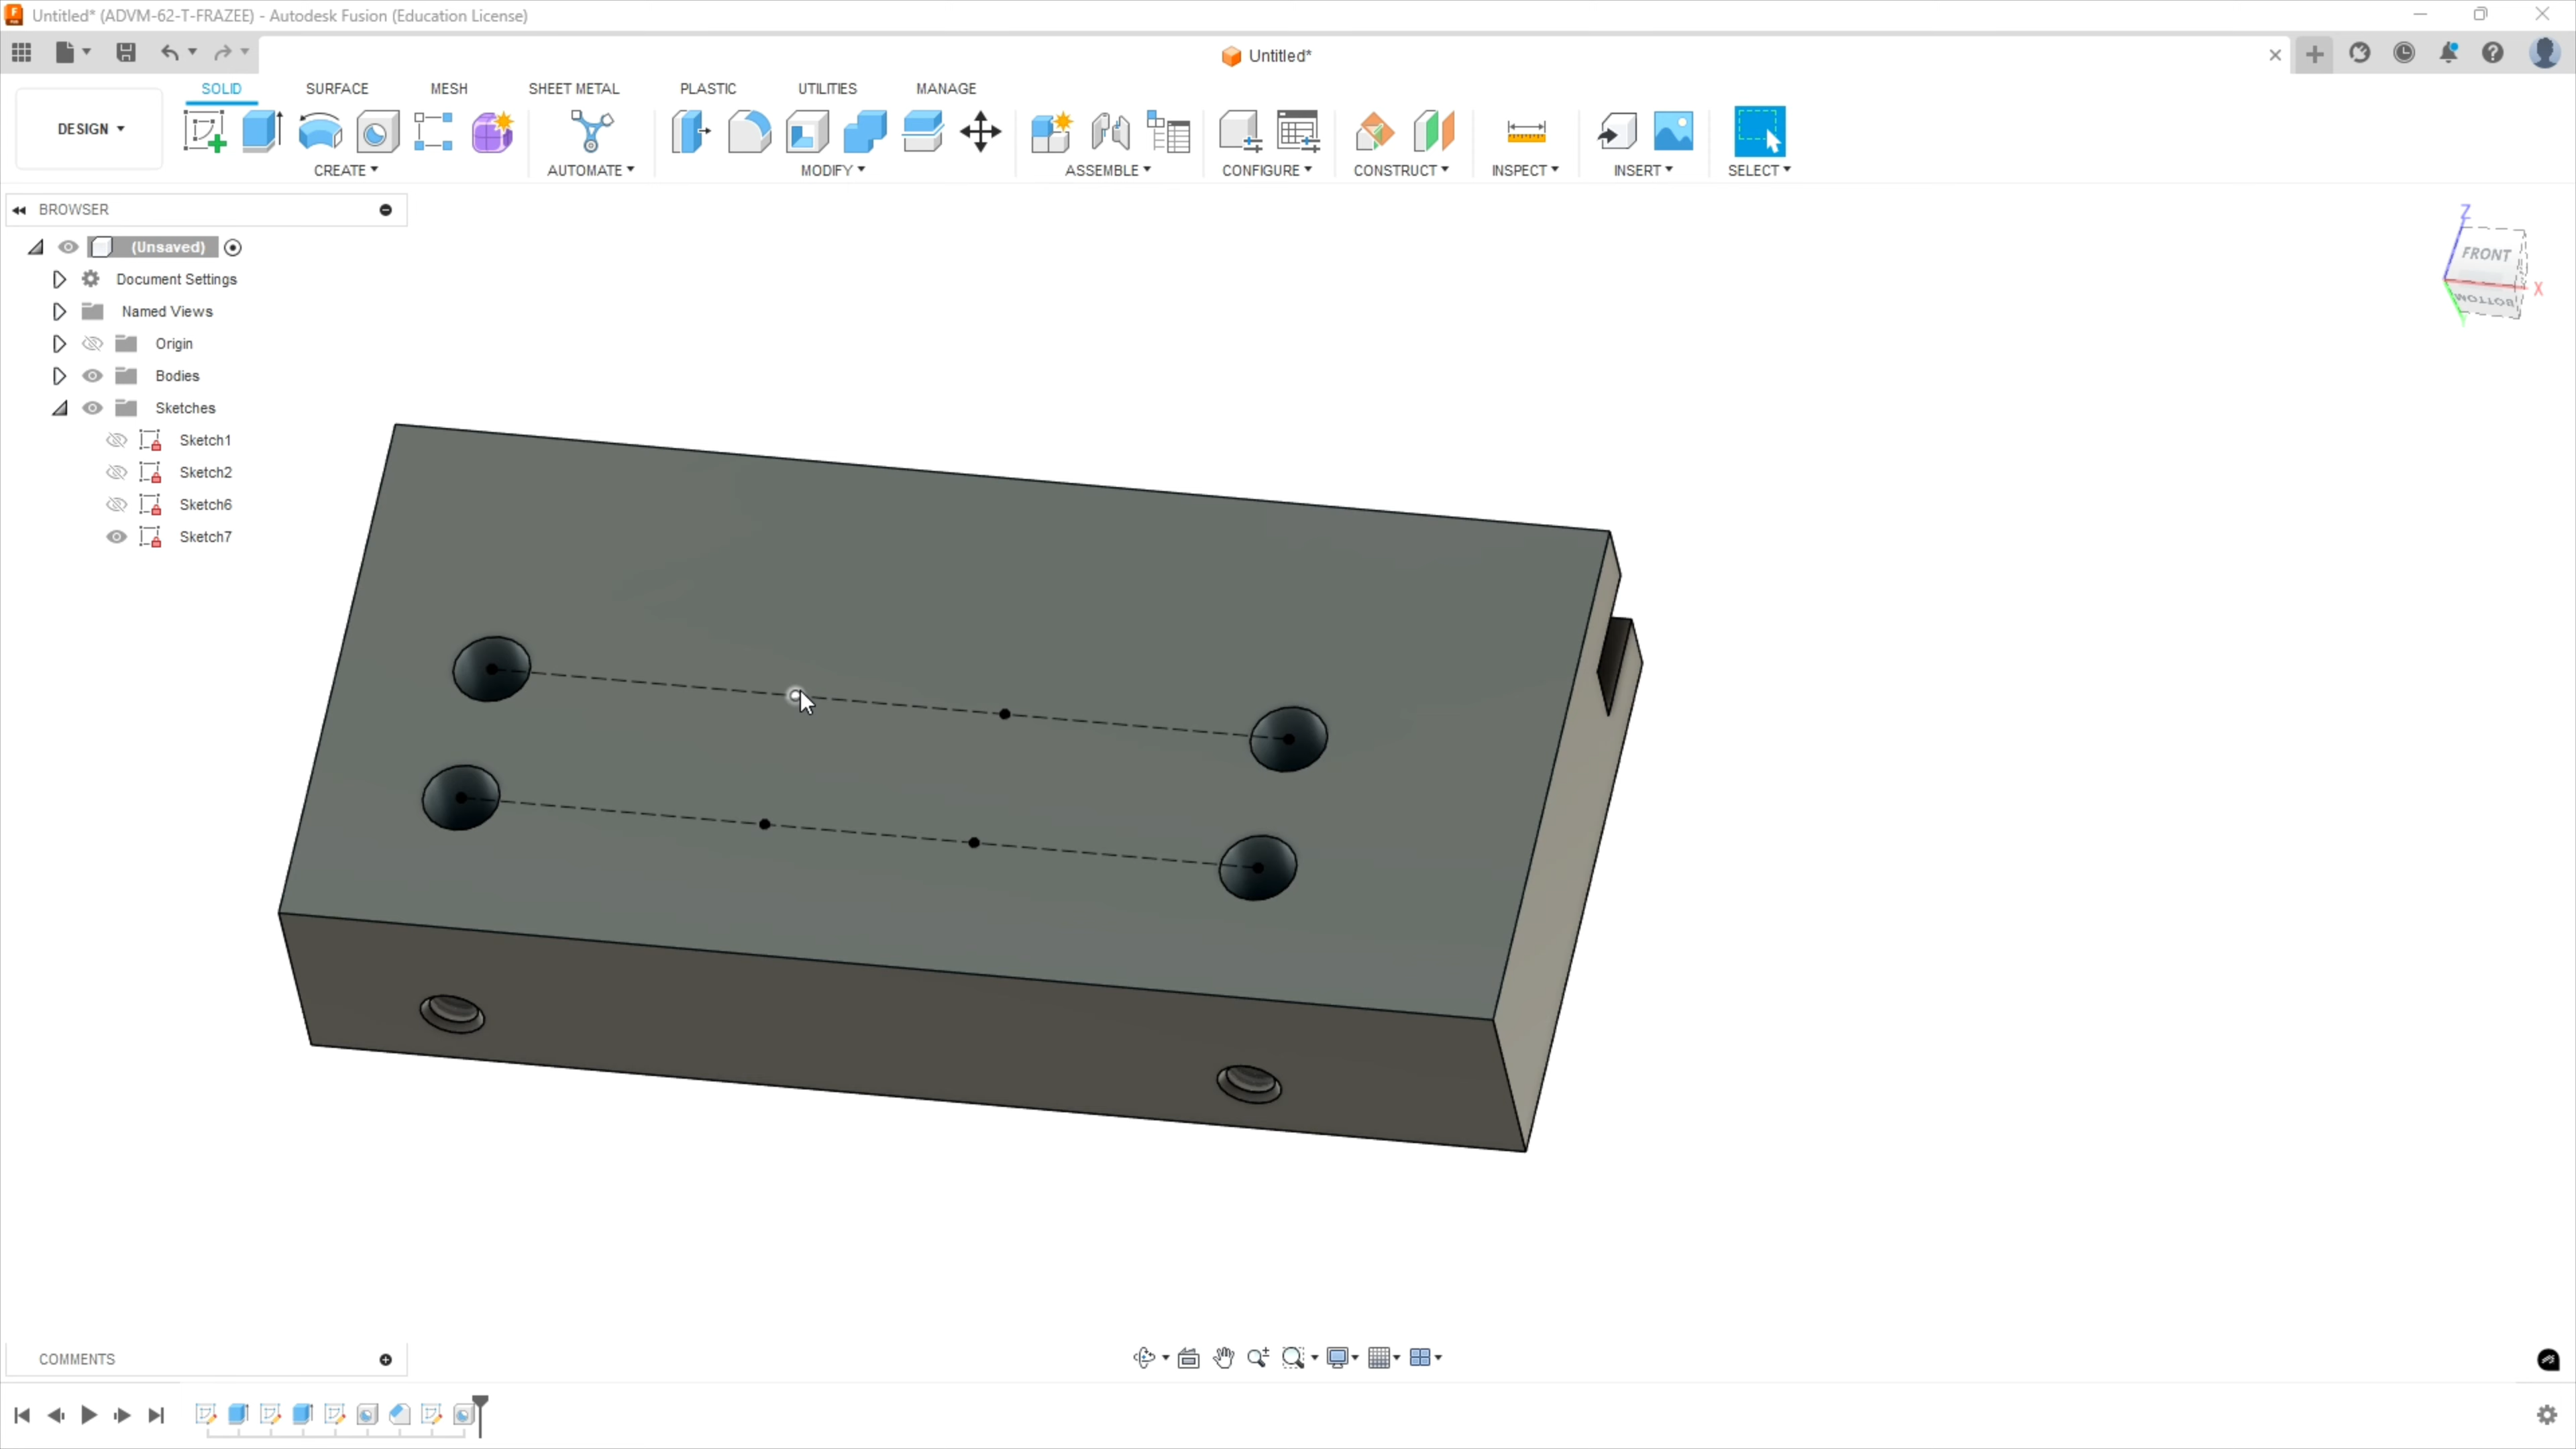 Untitled* (ADVM-62-T-FRAZEE) - Autodesk Fusion (Education License)
Untitled*
SOLID SURFACE MESH SHEET METAL PLASTIC UTILITIES MANAGE
DESIGN
CREATE AUTOMATE MODIFY ASSEMBLE CONFIGURE CONSTRUCT INSPECT INSERT SELECT
BROWSER
(Unsaved)
Document Settings
Named Views
Origin
Bodies
Sketches
Sketch1
Sketch2
Sketch6
Sketch7
Z
FRONT
X
BOTTOM
Y
COMMENTS